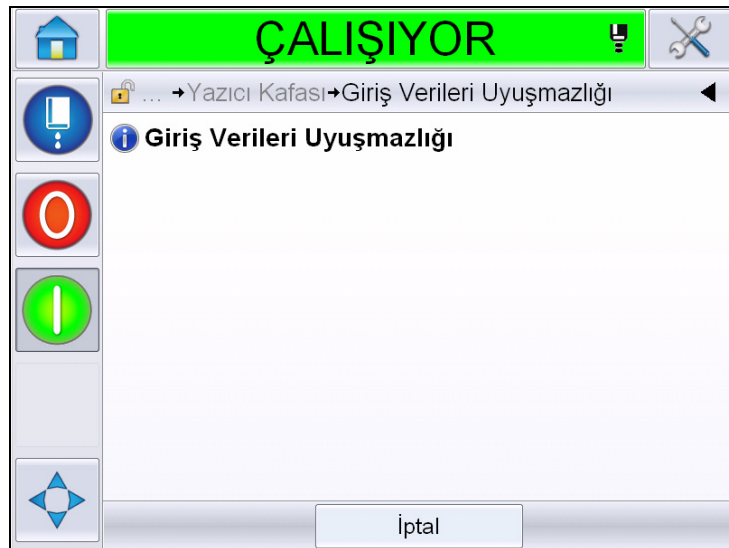 ÇALIŞIYOR
... →Yazıcı Kafası→Giriş Verileri Uyuşmazlığı
Giriş Verileri Uyuşmazlığı
İptal